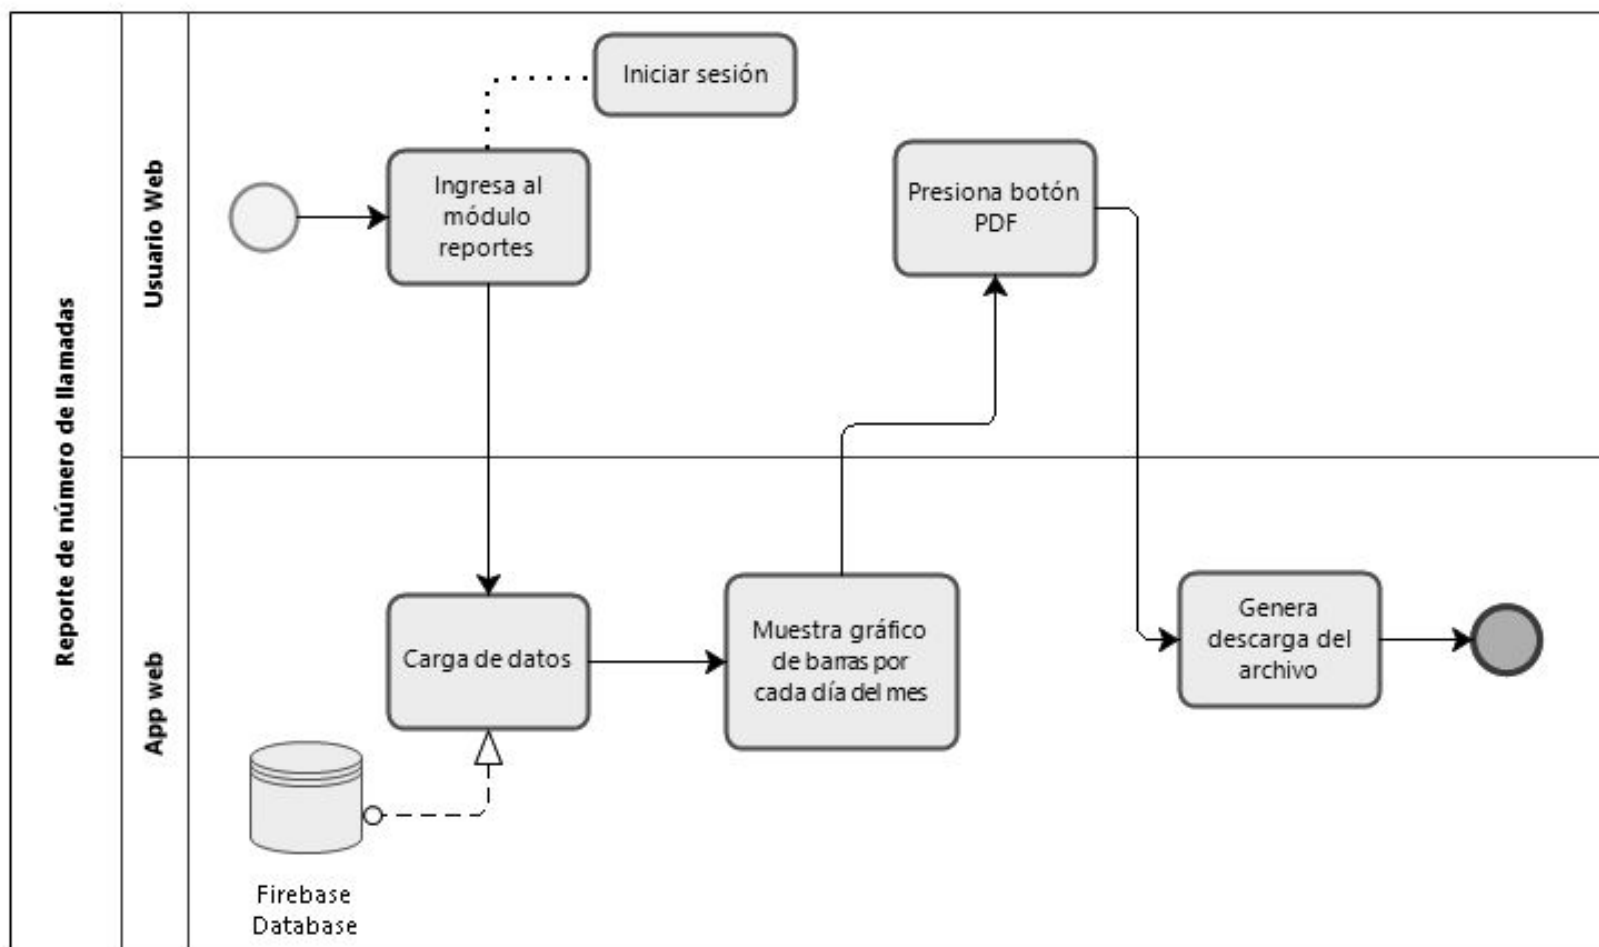 Reporte de número de llamadas
Usuario Web
Iniciar sesión
Ingresa al
módulo
reportes
Presiona botón
PDF
App web
Carga de datos
Muestra gráfico
de barras por
cada día del mes
Genera
descarga del
archivo
Firebase
Database